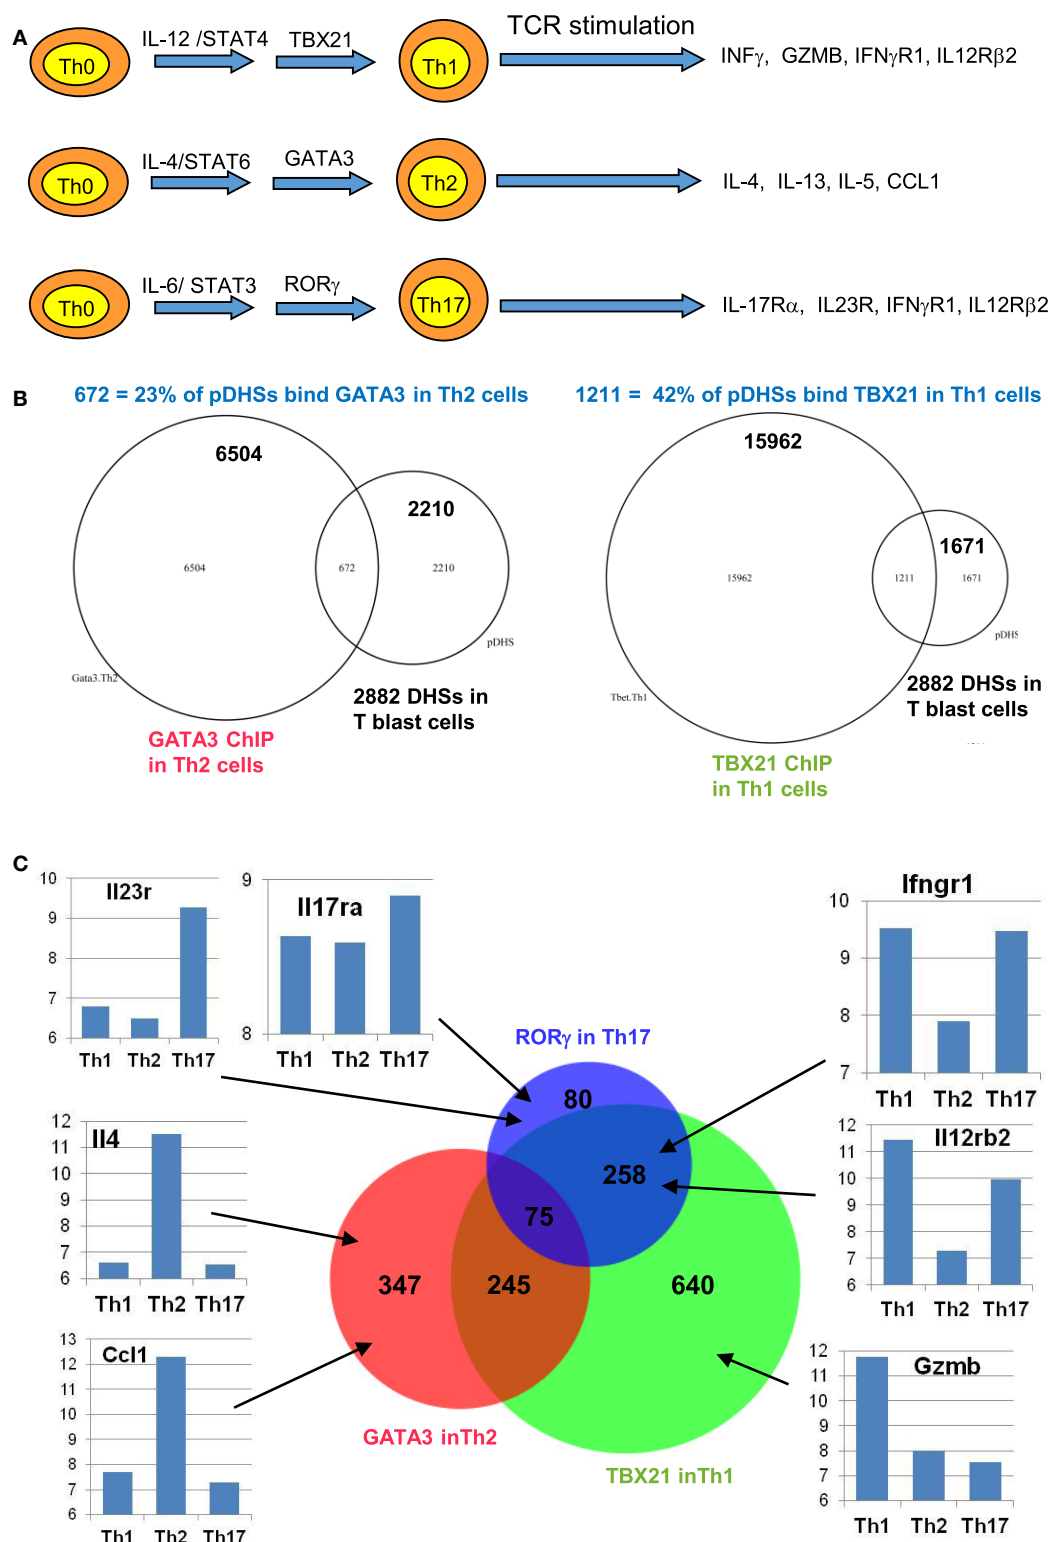 A
Th0
IL-12 /STAT4
TBX21
Th1
TCR stimulation
INFγ, GZMB, IFNγR1, IL12Rβ2
Th0
IL-4/STAT6
GATA3
Th2
IL-4, IL-13, IL-5, CCL1
Th0
IL-6/ STAT3
RORγ
Th17
IL-17Rα, IL23R, IFNγR1, IL12Rβ2
B
672 = 23% of pDHSs bind GATA3 in Th2 cells
6504
2210
6504
672
2210
pDHS
Gata3.Th2
2882 DHSs in
T blast cells
GATA3 ChIP
in Th2 cells
1211 = 42% of pDHSs bind TBX21 in Th1 cells
15962
1671
15962
1211
1671
pDHS
Tbet.Th1
2882 DHSs in
T blast cells
TBX21 ChIP
in Th1 cells
C
Il23r
10
9
8
7
6
Th1 Th2 Th17
Il17ra
9
8
Th1 Th2 Th17
Ifngr1
10
9
8
7
Th1 Th2 Th17
Il4
12
11
10
9
8
7
6
Th1 Th2 Th17
Il12rb2
12
11
10
9
8
7
6
Th1 Th2 Th17
Ccl1
13
12
11
10
9
8
7
6
Th1 Th2 Th17
Gzmb
12
11
10
9
8
7
6
Th1 Th2 Th17
RORγ in Th17
80
258
75
347
245
640
GATA3 inTh2
TBX21 inTh1